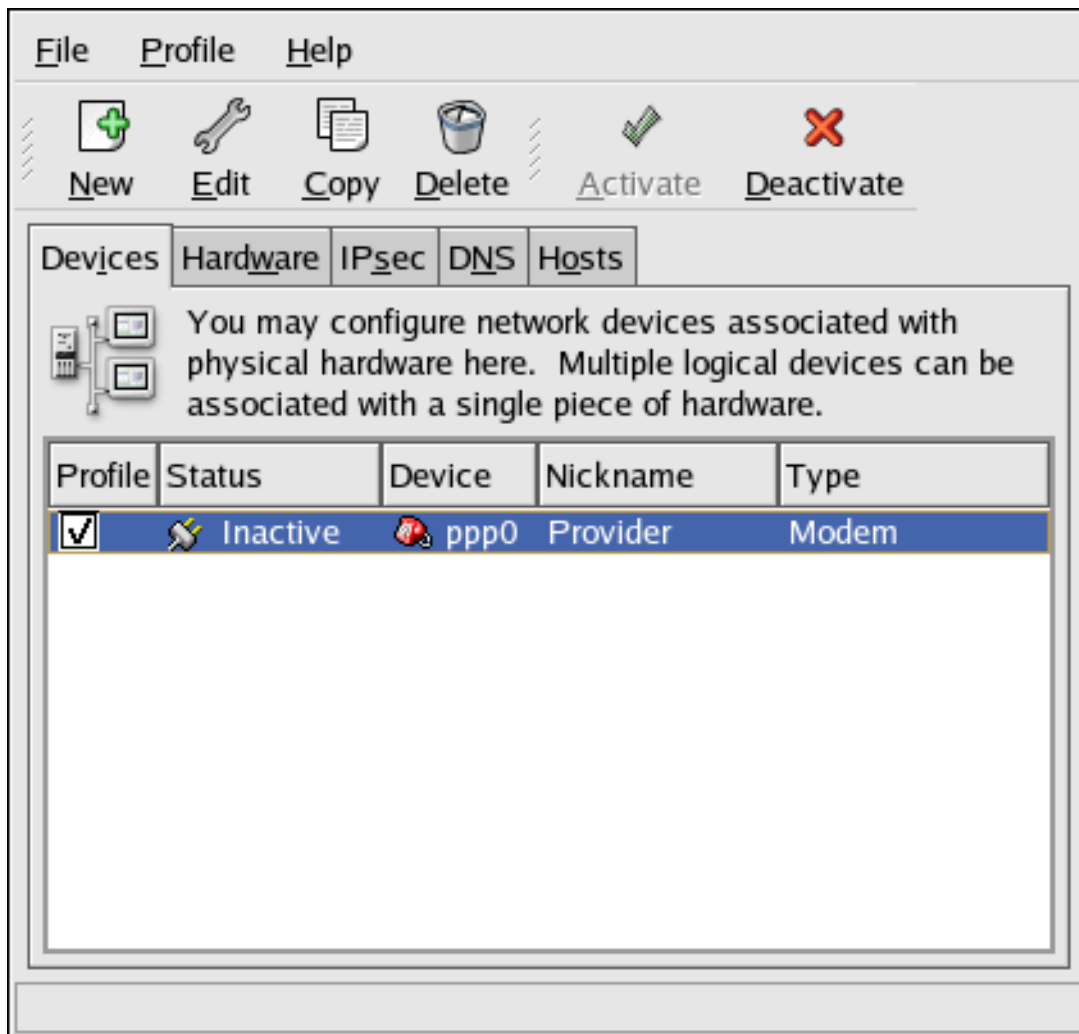 File Profile Help
New Edit Copy Delete Activate Deactivate
Devices Hardware IPsec DNS Hosts
You may configure network devices associated with
physical hardware here.  Multiple logical devices can be
associated with a single piece of hardware.
Profile Status Device Nickname Type
Inactive ppp0 Provider Modem